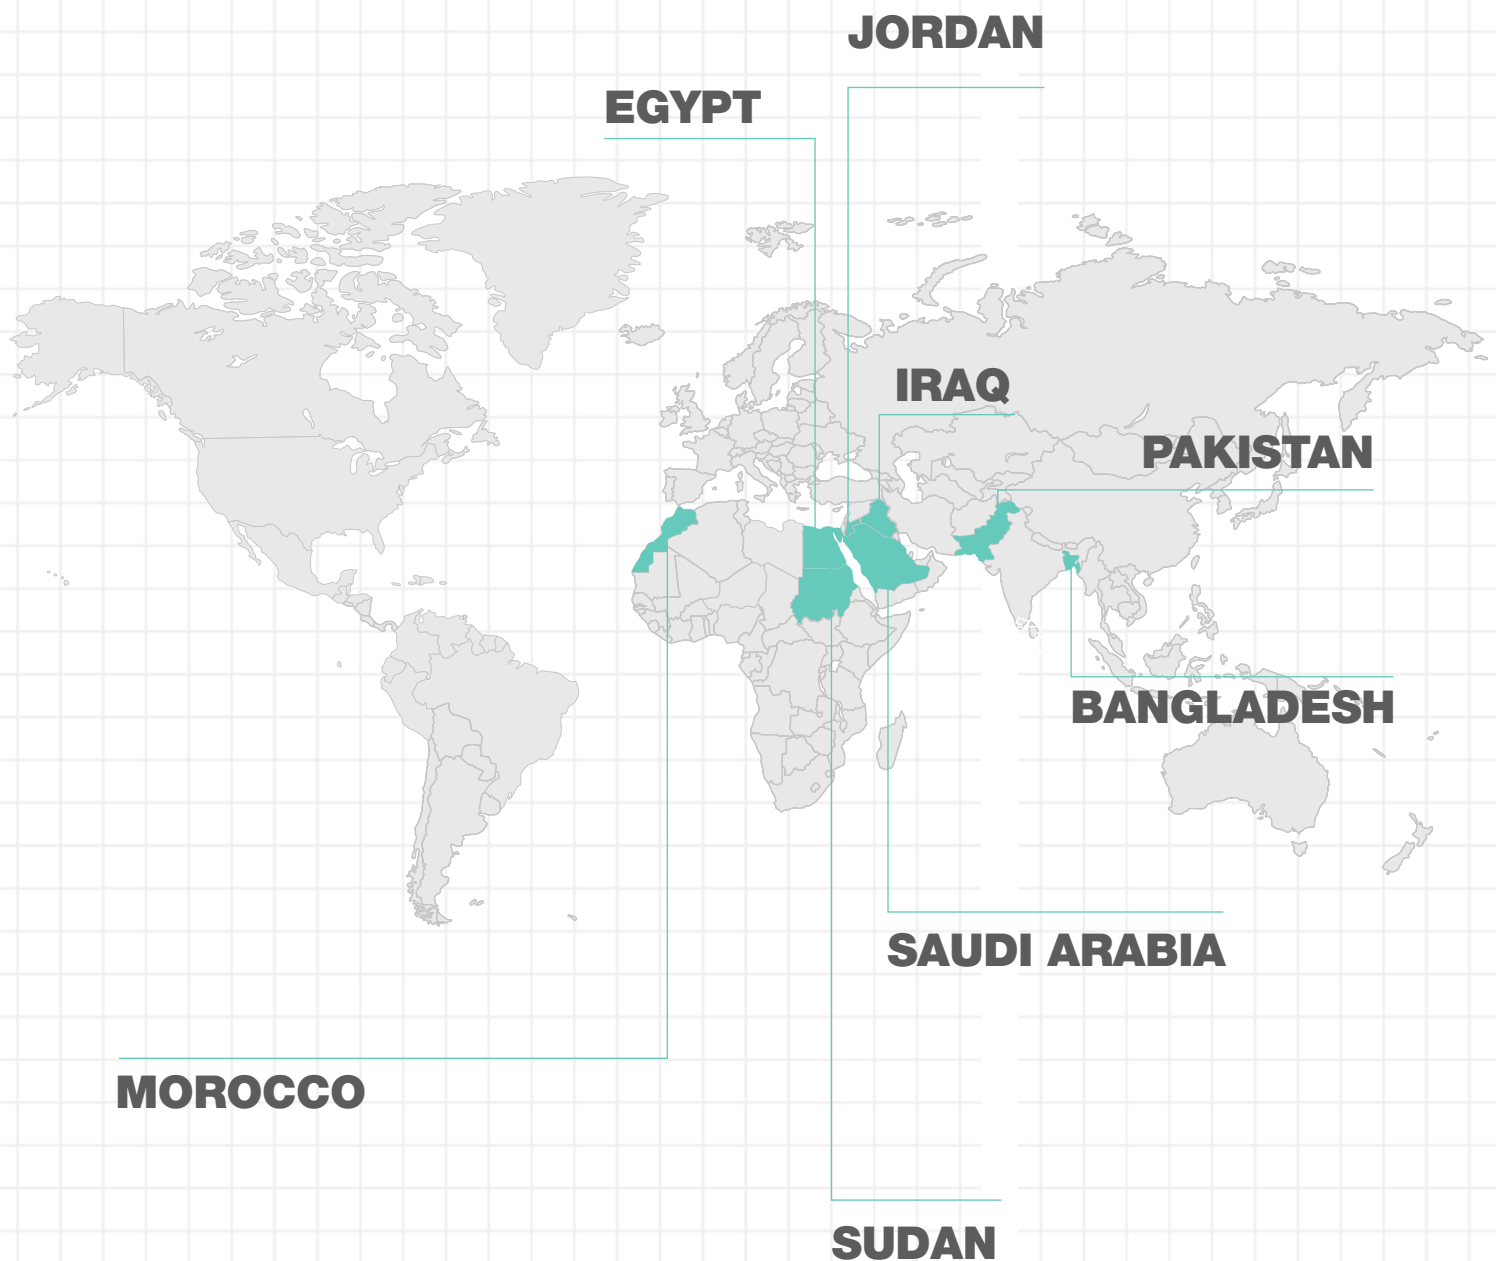 JORDAN
EGYPT
IRAQ
PAKISTAN
BANGLADESH
SAUDI ARABIA
MOROCCO
SUDAN